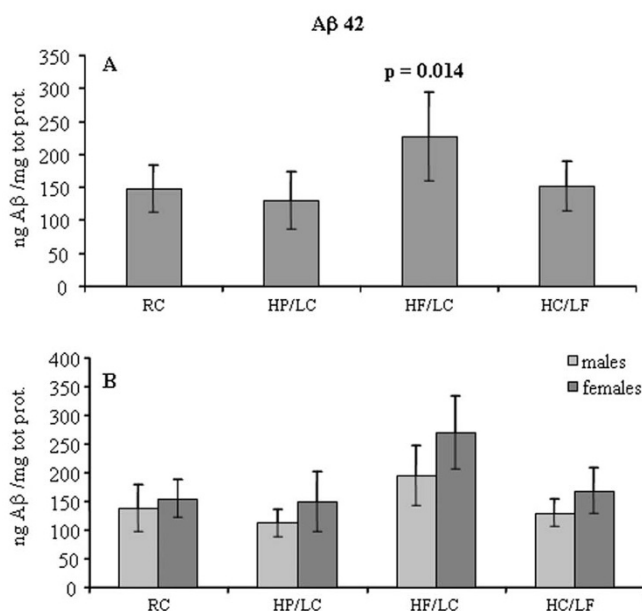 Aβ 42
A
p = 0.014
ng Aβ /mg tot prot.
350
300
250
200
150
100
50
0
RC HP/LC HF/LC HC/LF
B
males
females
ng Aβ /mg tot prot.
400
350
300
250
200
150
100
50
0
RC HP/LC HF/LC HC/LF